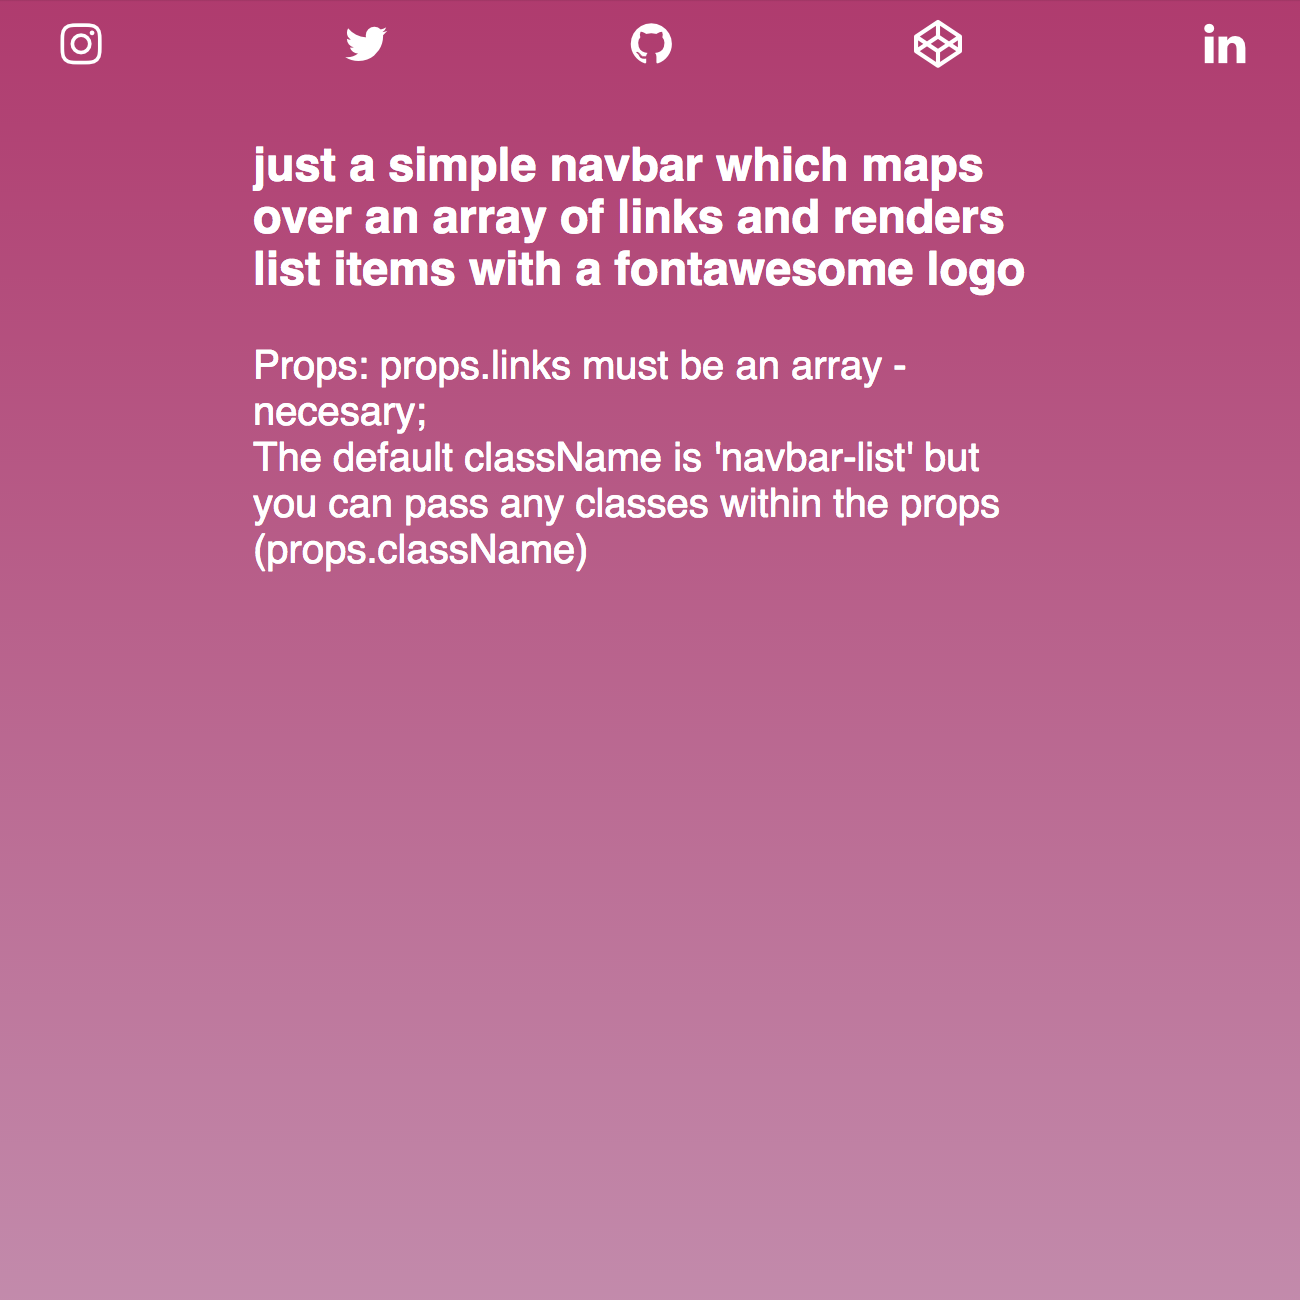 just a simple navbar which maps
over an array of links and renders
list items with a fontawesome logo
Props: props.links must be an array -
necesary;
The default className is 'navbar-list' but
you can pass any classes within the props
(props.className)